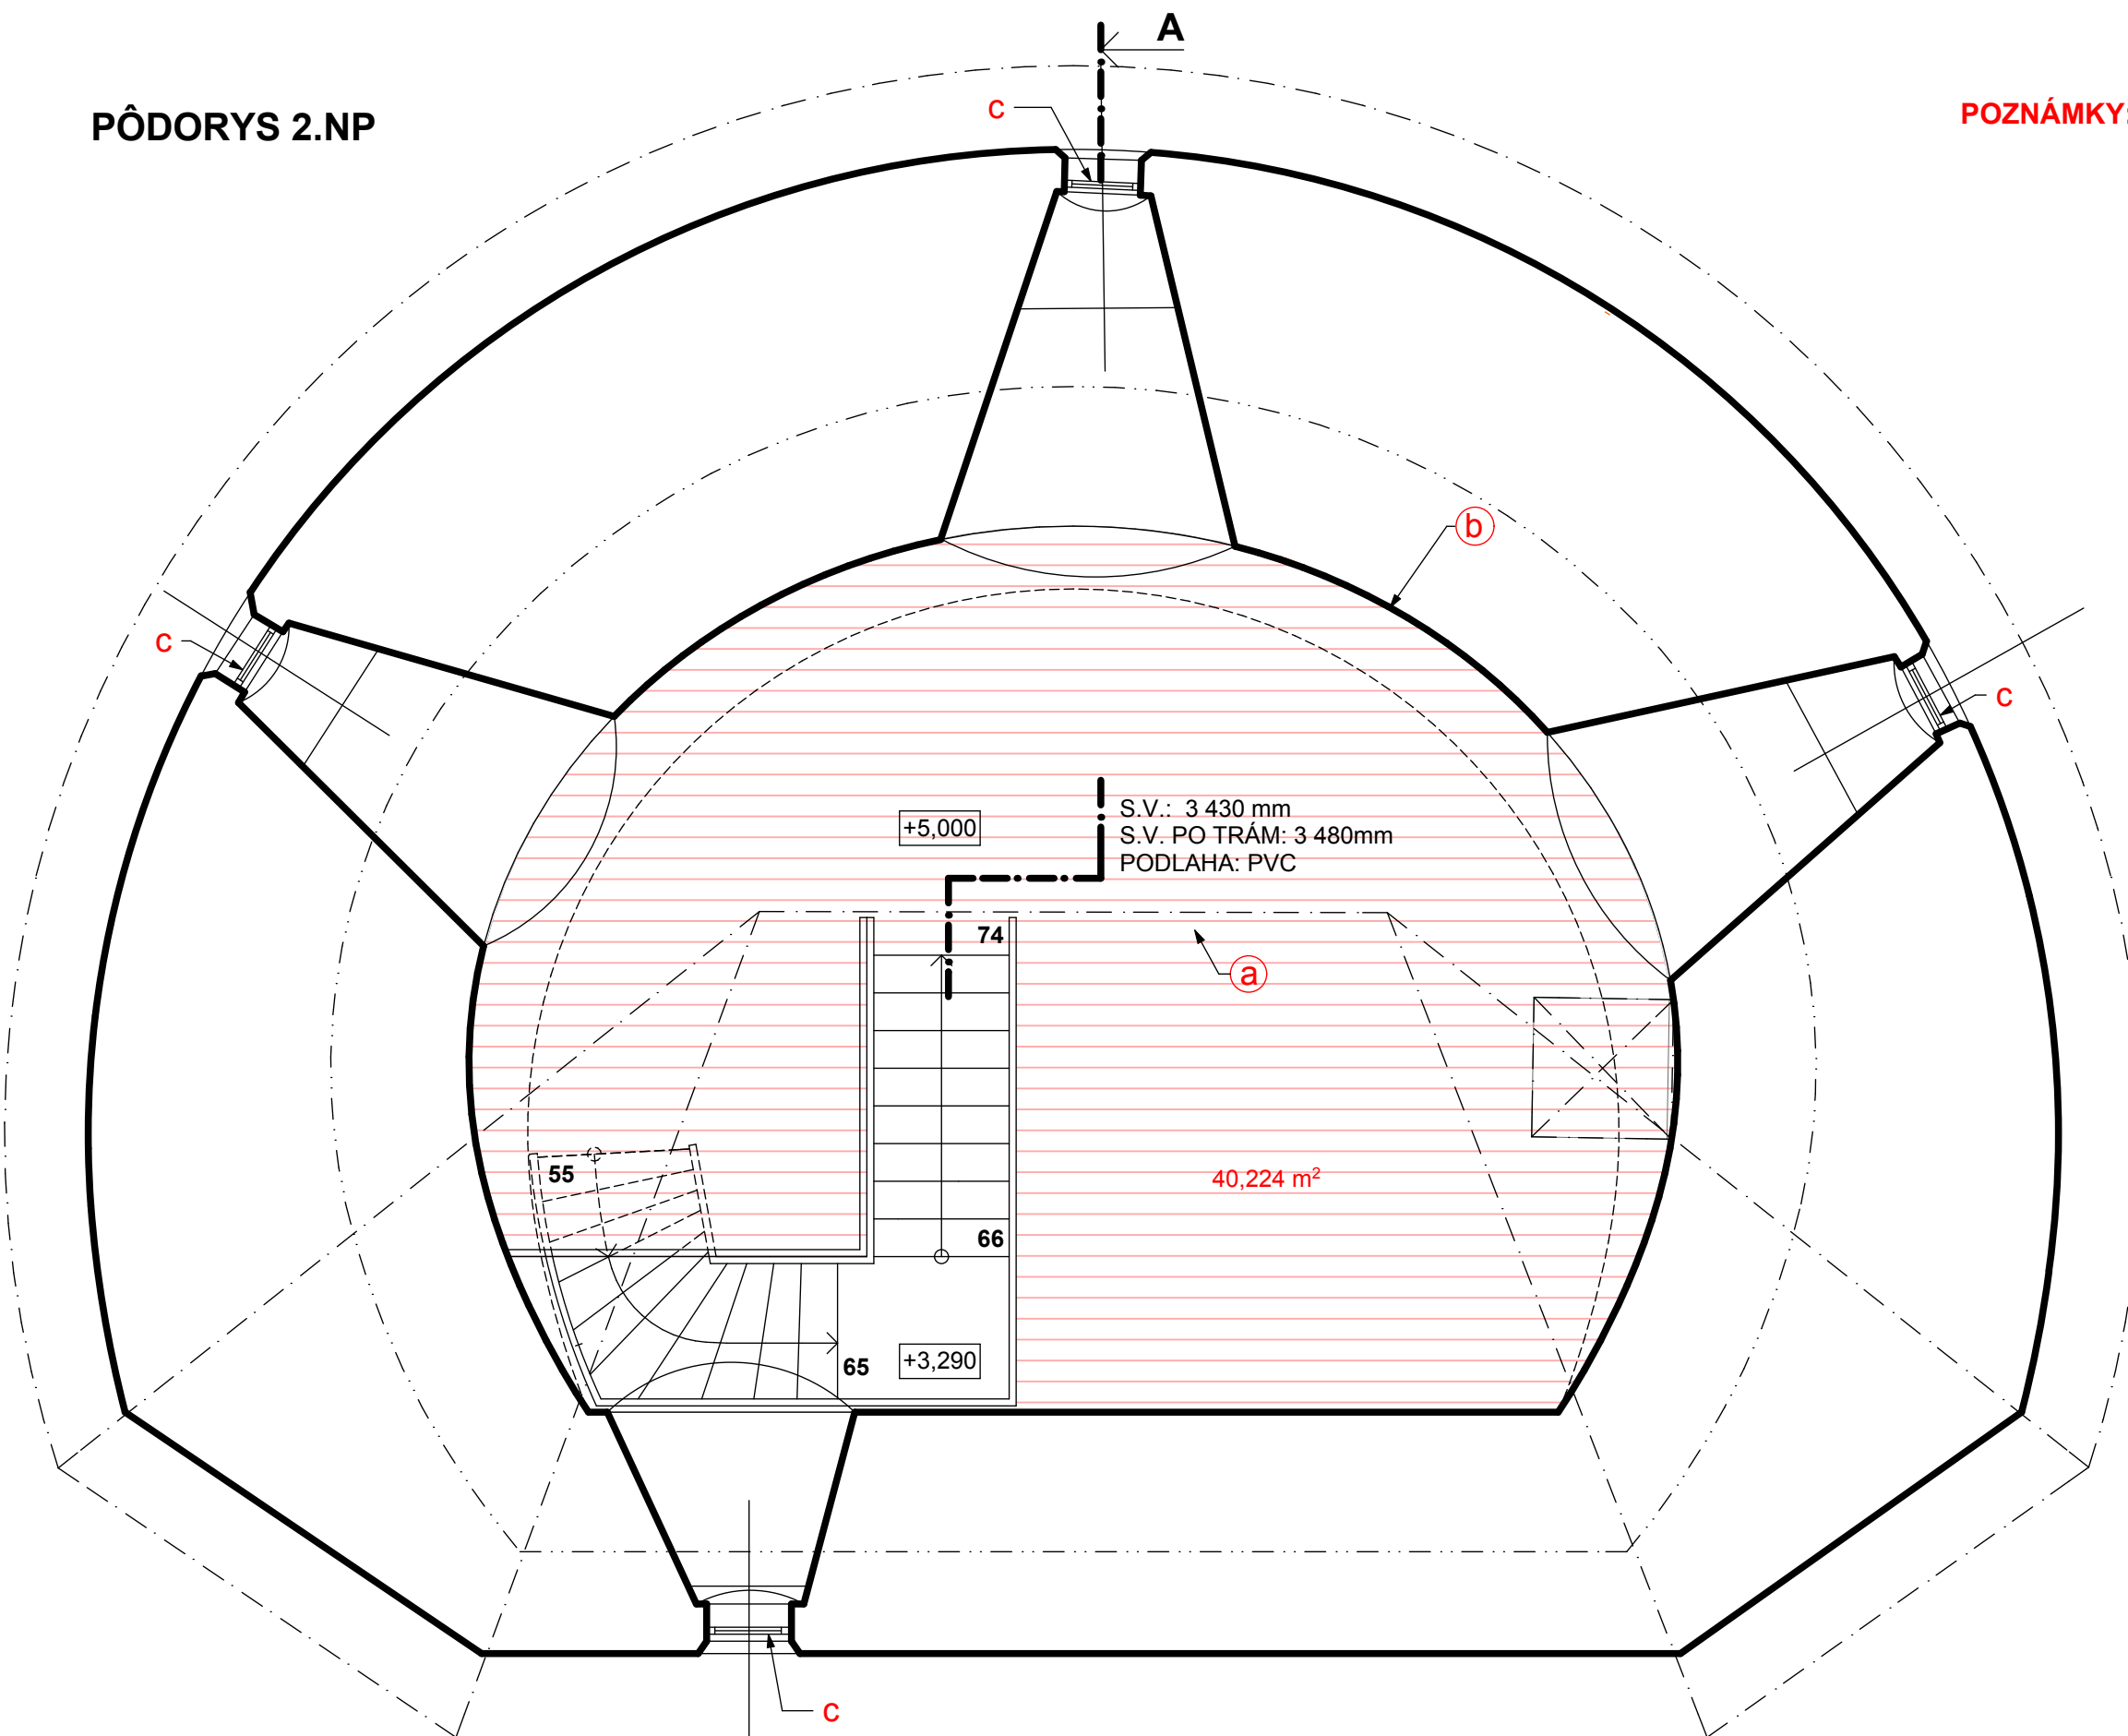 A
PÔDORYS 2.NP
c
POZNÁMKY:
b
c
c
+5,000
S.V.: 3 430 mm
S.V. PO TRÁM: 3 480mm
PODLAHA: PVC
74
a
55
40,224 m²
66
65
+3,290
c